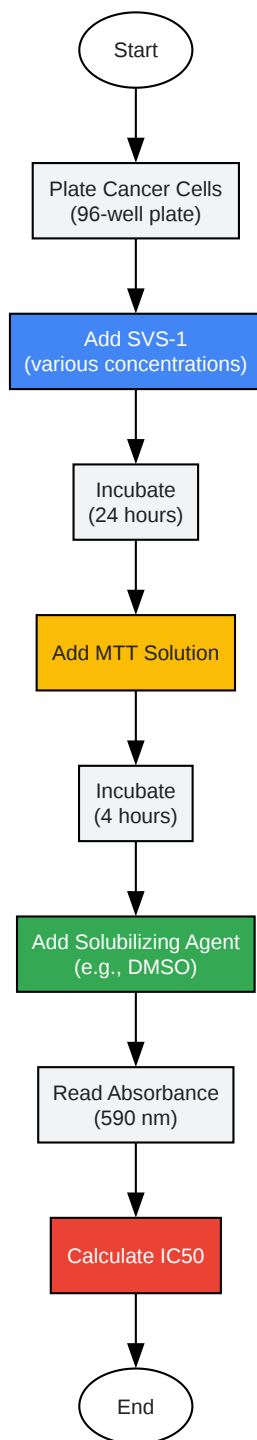 Start
Plate Cancer Cells
(96-well plate)
Add SVS-1
(various concentrations)
Incubate
(24 hours)
Add MTT Solution
Incubate
(4 hours)
Add Solubilizing Agent
(e.g., DMSO)
Read Absorbance
(590 nm)
Calculate IC50
End